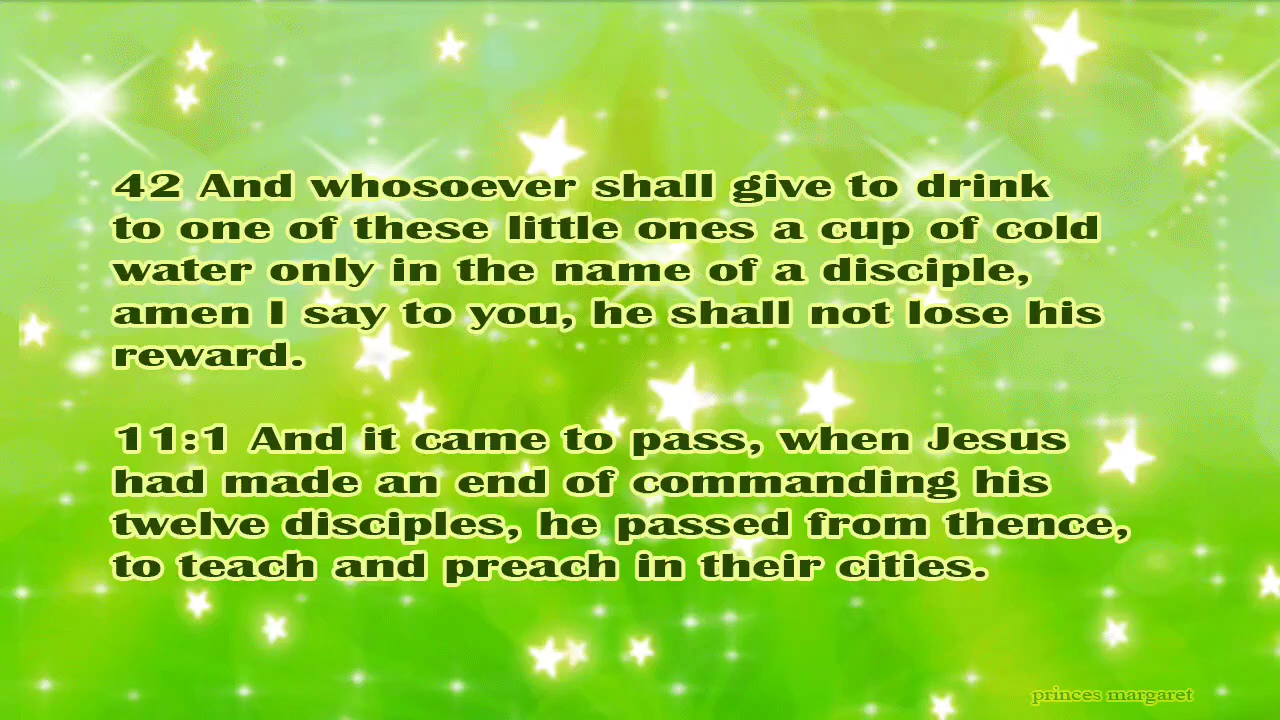 42 And whosoever shall give to drink
to one of these little ones a cup of cold
water only in the name of a disciple,
amen I say to you, he shall not lose his
reward.
11:1 And it came to pass, when Jesus
had made an end of commanding his
twelve disciples, he passed from thence,
to teach and preach in their cities.
princes margaret